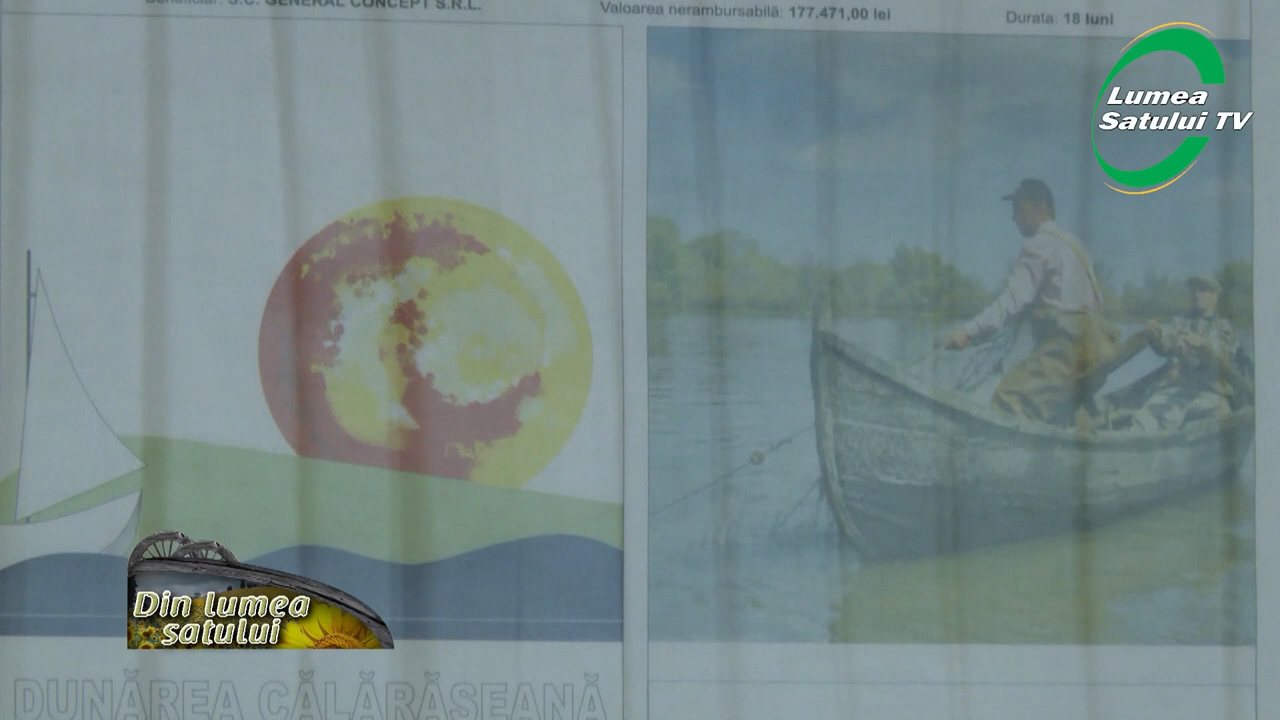 Beneficiar: S.C. GENERAL CONCEPT S.R.L.
Valoarea nerambursabilă: 177.471,00 lei
Durata: 18 luni
Lumea
Satului TV
Din lumea
satului
DUNĂREA CĂLĂRĂȘEANĂ